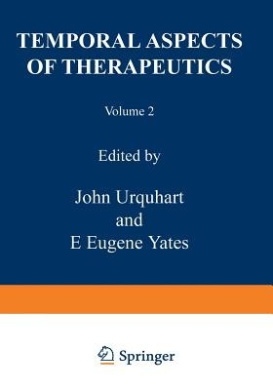 TEMPORAL ASPECTS
OF THERAPEUTICS
Volume 2
Edited by
John Urquhart
and
E Eugene Yates
Springer